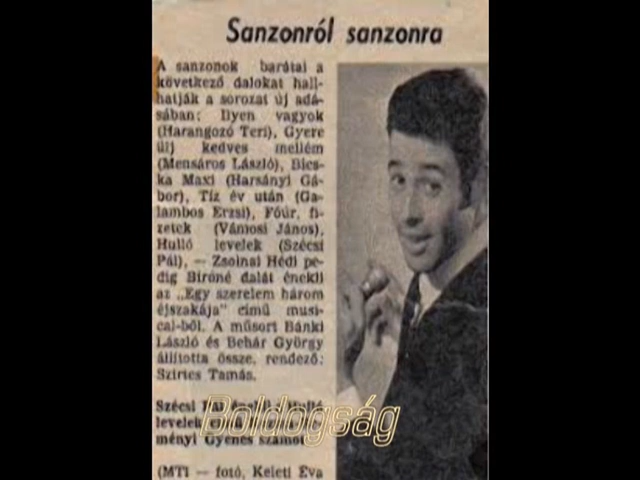 Sanzonról sanzonra
A sanzonok barátai a
következő dalokat hall-
hatják a sorozat új adá-
sában: Ilyen vagyok
(Harangozó Teri), Gyere
ülj kedves mellém
(Mensáros László), Bics-
ka Maxi (Harsányi Gá-
bor), Tíz év után (Ga-
lambos Erzsi), Főúr, fi-
zetek (Vámosi János),
Hulló levelek (Szécsi
Pál), — Zsolnai Hédi pe-
dig Biróné dalát énekli
az „Egy szerelem három
éjszakája" című musi-
cal-ből. A műsort Bánki
László és Behár György
állította össze, rendező:
Szirtes Tamás.
Szécsi
levelek
ményi Gyenes számot
Boldogság
(MTI — fotó, Keleti Éva